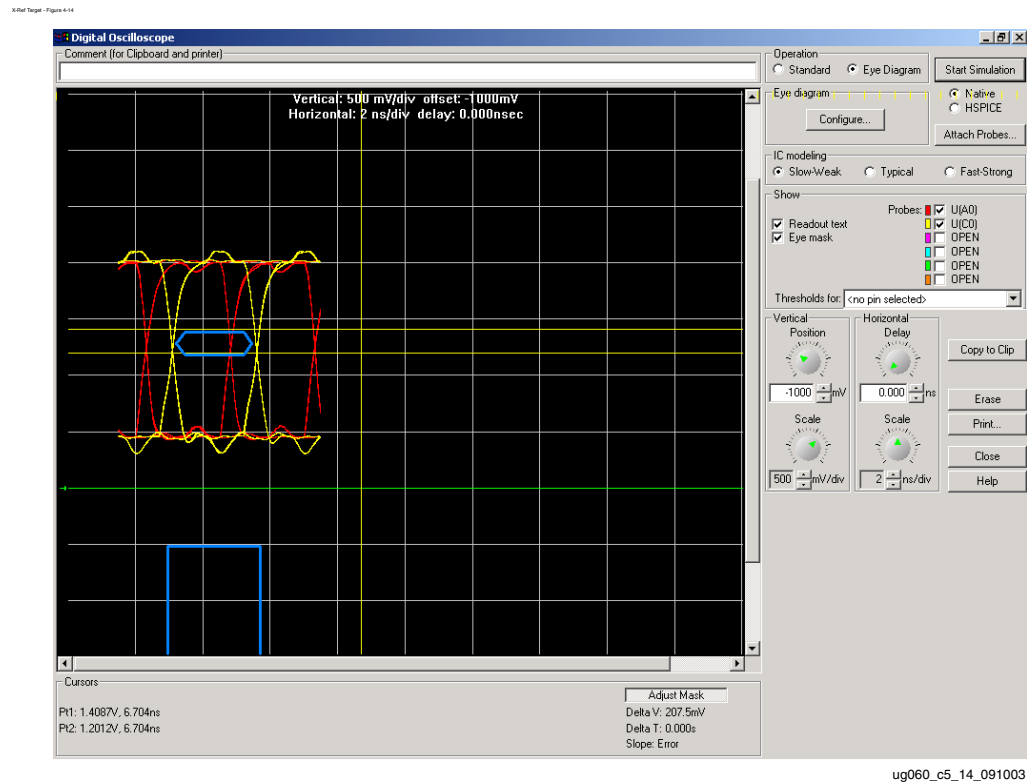 X-Ref Target - Figure 4-14
Digital Oscilloscope
Comment (for Clipboard and printer)
Vertical: 500 mV/div offset: -1000mV
Horizontal: 2 ns/div delay: 0.000nsec
Operation
Standard
Eye Diagram
Start Simulation
Eye diagram
Configure...
Native
HSPICE
Attach Probes...
IC modeling
Slow-Weak
Typical
Fast-Strong
Show
Probes:
U(A0)
Readout text
U(C0)
Eye mask
OPEN
OPEN
OPEN
OPEN
Thresholds for:
<no pin selected>
Vertical
Position
-1000 mV
Scale
500 mV/div
Horizontal
Delay
0.000 ns
Scale
2 ns/div
Copy to Clip
Erase
Print...
Close
Help
Cursors
Pt1: 1.4087V, 6.704ns
Pt2: 1.2012V, 6.704ns
Adjust Mask
Delta V: 207.5mV
Delta T: 0.000s
Slope: Error
ug060_c5_14_091003